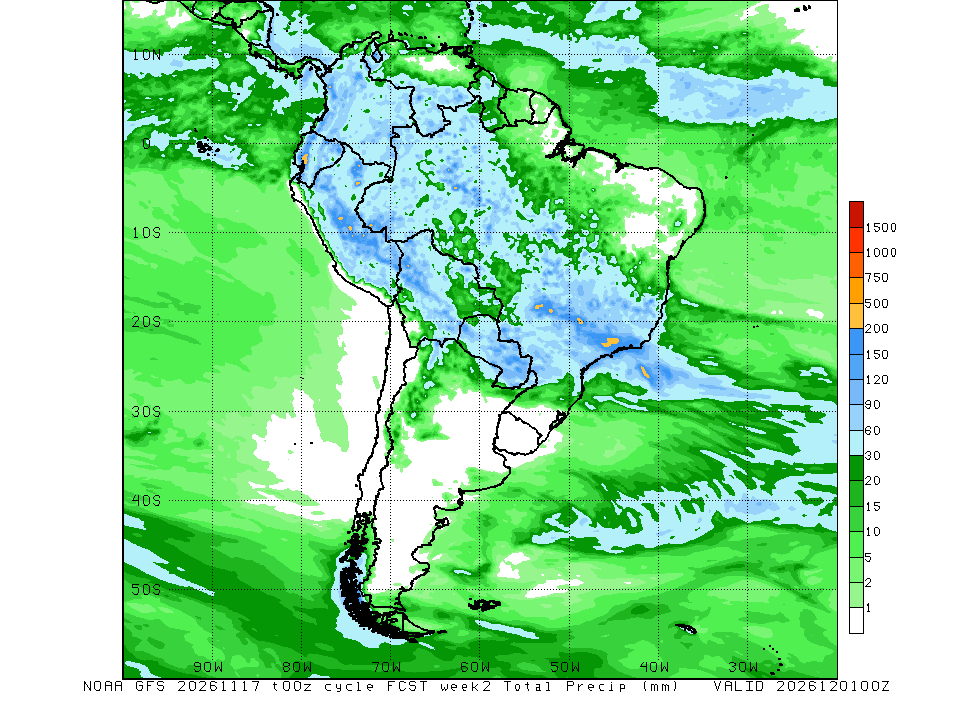 10N
0
10S
20S
30S
40S
50S
90W 80W 70W 60W 50W 40W 30W
1500
1000
750
500
200
150
120
90
60
30
20
15
10
5
2
1
NOAA GFS 20261117 t00z cycle FCST week2 Total Precip (mm) VALID 2026120100Z